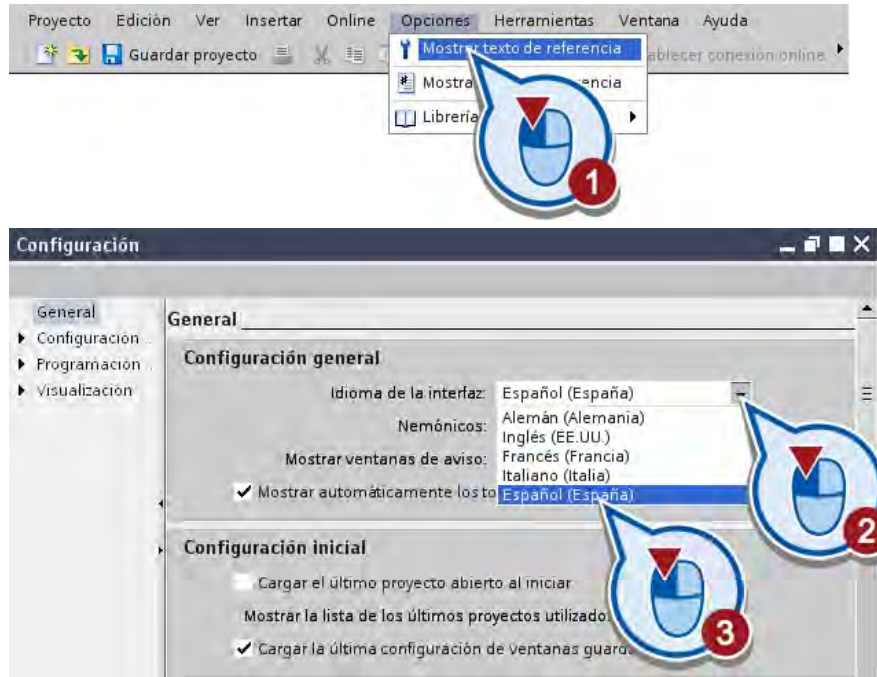 Proyecto Edición Ver Insertar Online Opciones Herramientas Ventana Ayuda
Guardar proyecto Mostrar texto de referencia ablecer conexión online
Mostra encia
Librería
1
Configuración
General
Configuración
Programación
Visualización
General
Configuración general
Idioma de la interfaz: Español (España)
Nemónicos: Alemán (Alemania)
Inglés (EE.UU.)
Mostrar ventanas de aviso: Francés (Francia)
Italiano (Italia)
Mostrar automáticamente los to Español (España)
2
Configuración inicial
Cargar el último proyecto abierto al iniciar
Mostrar la lista de los últimos proyectos utilizado
3
Cargar la última configuración de ventanas guard